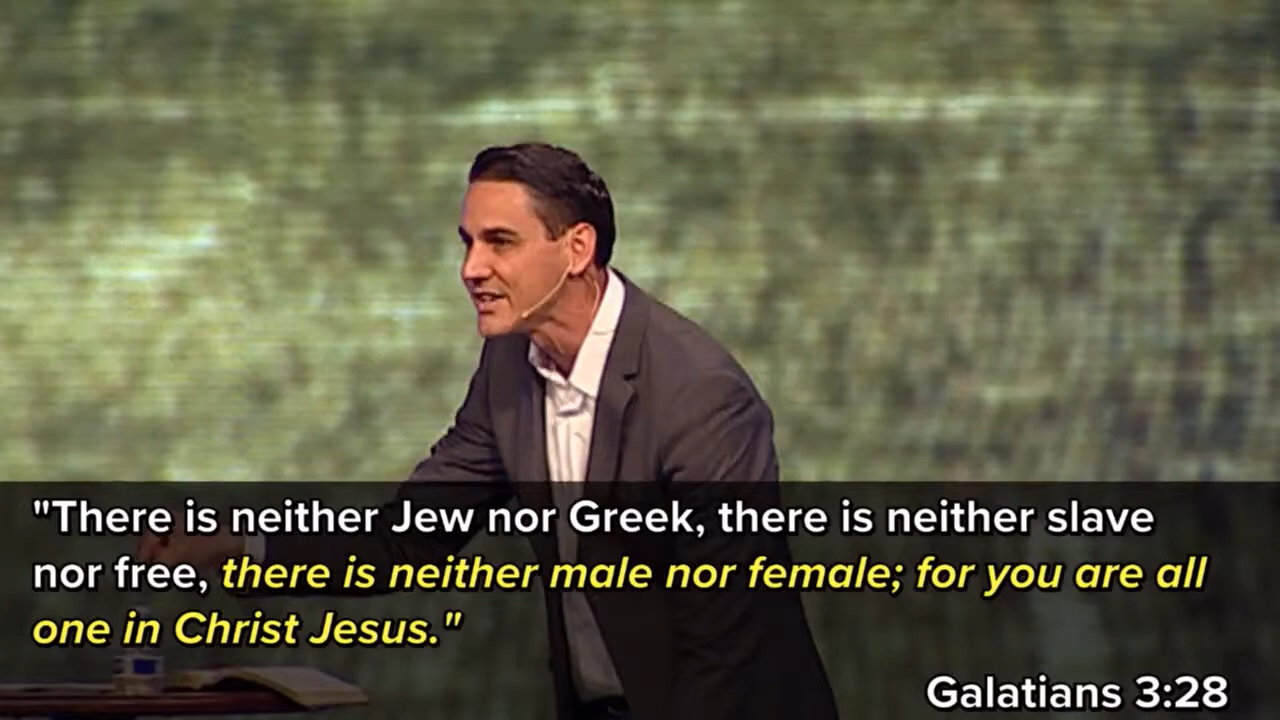 "There is neither Jew nor Greek, there is neither slave
nor free, there is neither male nor female; for you are all
one in Christ Jesus."
Galatians 3:28